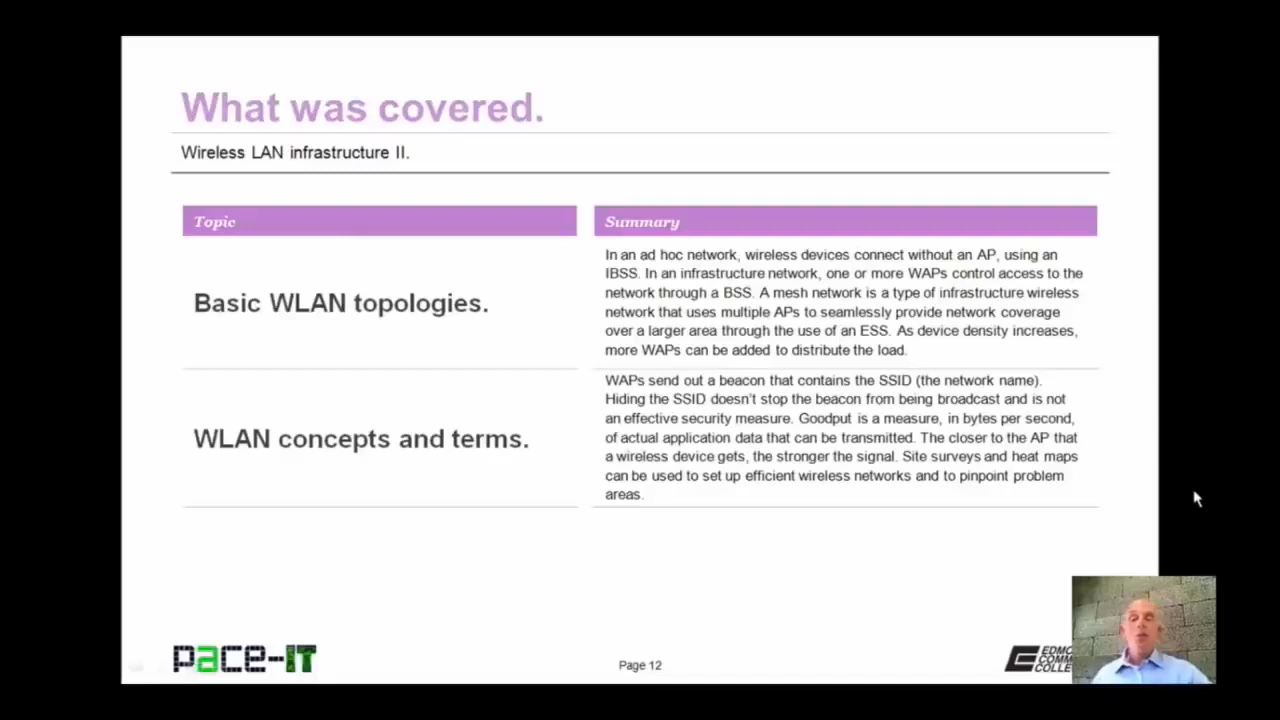 What was covered.
Wireless LAN infrastructure II.
Topic
Summary
Basic WLAN topologies.
In an ad hoc network, wireless devices connect without an AP, using an
IBSS. In an infrastructure network, one or more WAPs control access to the
network through a BSS. A mesh network is a type of infrastructure wireless
network that uses multiple APs to seamlessly provide network coverage
over a larger area through the use of an ESS. As device density increases,
more WAPs can be added to distribute the load.
WLAN concepts and terms.
WAPs send out a beacon that contains the SSID (the network name).
Hiding the SSID doesn't stop the beacon from being broadcast and is not
an effective security measure. Goodput is a measure, in bytes per second,
of actual application data that can be transmitted. The closer to the AP that
a wireless device gets, the stronger the signal. Site surveys and heat maps
can be used to set up efficient wireless networks and to pinpoint problem
areas.
pace-IT
Page 12